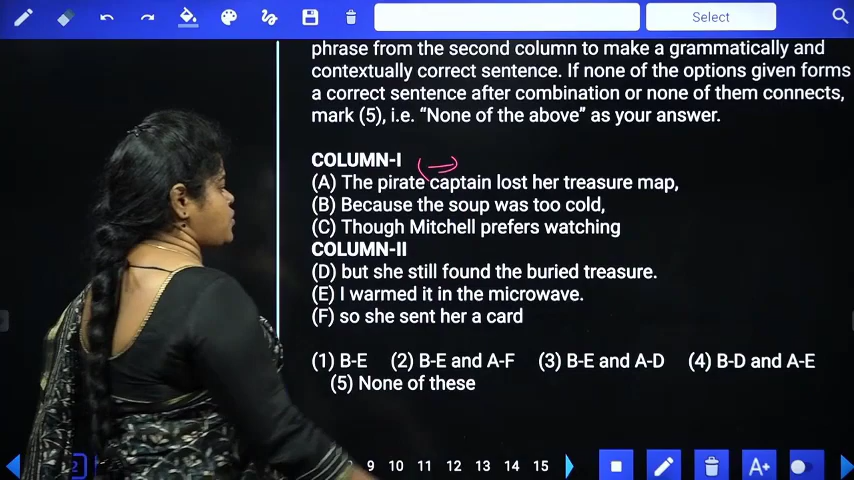 Select
phrase from the second column to make a grammatically and
contextually correct sentence. If none of the options given forms
a correct sentence after combination or none of them connects,
mark (5), i.e. “None of the above” as your answer.
COLUMN-I
(A) The pirate captain lost her treasure map,
(B) Because the soup was too cold,
(C) Though Mitchell prefers watching
COLUMN-II
(D) but she still found the buried treasure.
(E) I warmed it in the microwave.
(F) so she sent her a card
(1) B-E (2) B-E and A-F (3) B-E and A-D (4) B-D and A-E
(5) None of these
2 9 10 11 12 13 14 15 A+